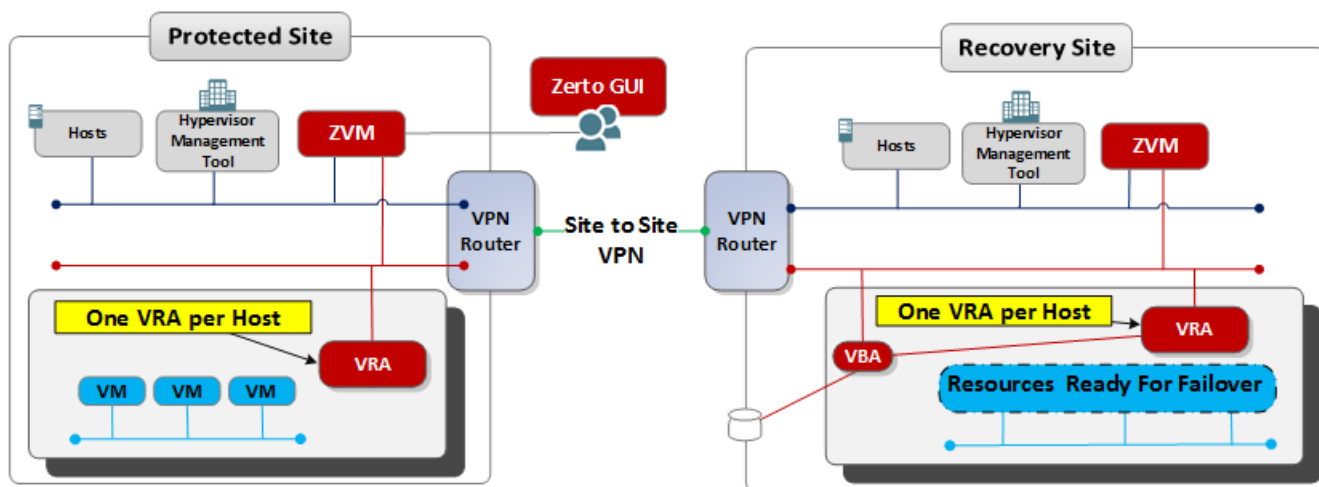 Protected Site
Hosts
Hypervisor
Management
Tool
ZVM
Zerto GUI
VPN
Router
One VRA per Host
VRA
VM
VM
VM
Site to Site
VPN
Recovery Site
Hosts
Hypervisor
Management
Tool
ZVM
VPN
Router
One VRA per Host
VRA
VBA
Resources Ready For Failover